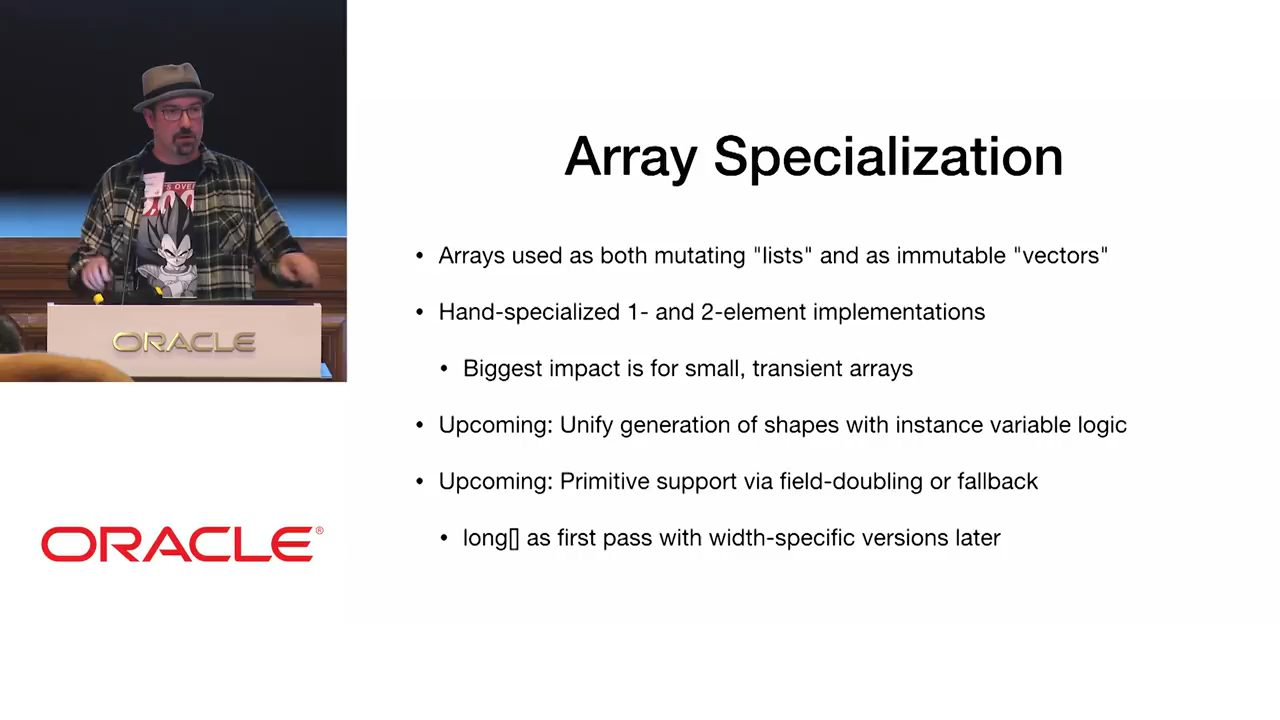 Array Specialization
• Arrays used as both mutating "lists" and as immutable "vectors"
• Hand-specialized 1- and 2-element implementations
• Biggest impact is for small, transient arrays
• Upcoming: Unify generation of shapes with instance variable logic
• Upcoming: Primitive support via field-doubling or fallback
• long[] as first pass with width-specific versions later
ORACLE
ORACLE®